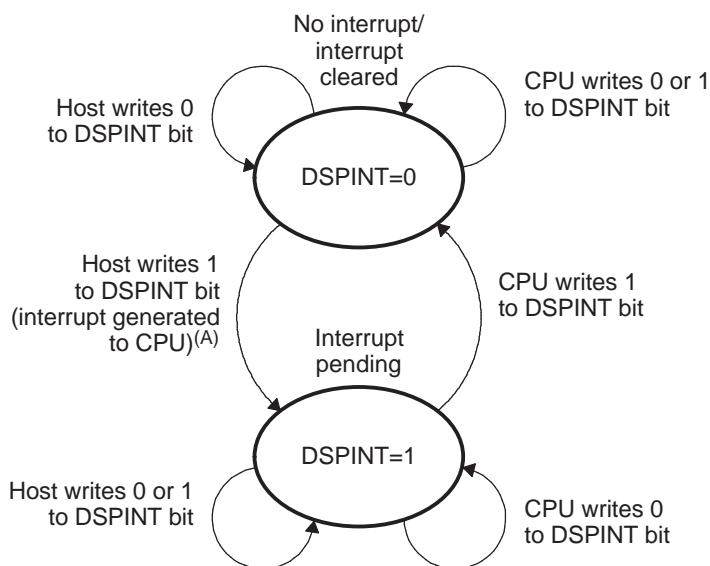 No interrupt/
interrupt
cleared
Host writes 0
to DSPINT bit
CPU writes 0 or 1
to DSPINT bit
DSPINT=0
Host writes 1
to DSPINT bit
(interrupt generated
to CPU)(A)
CPU writes 1
to DSPINT bit
Interrupt
pending
DSPINT=1
Host writes 0 or 1
to DSPINT bit
CPU writes 0
to DSPINT bit